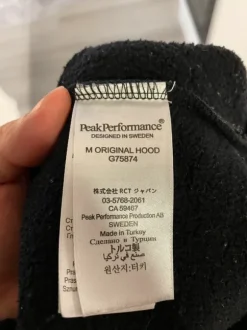 PeakPerformance®
DESIGNED IN SWEDEN
M ORIGINAL HOOD
G75874
株式会社 RCT ジャパン
03-5768-2061
CA 59467
Peak Performance Production AB
SWEDEN
Made in Turkey
Сделано в Турции
トルコ製
صنع في تركيا
원산지:터키